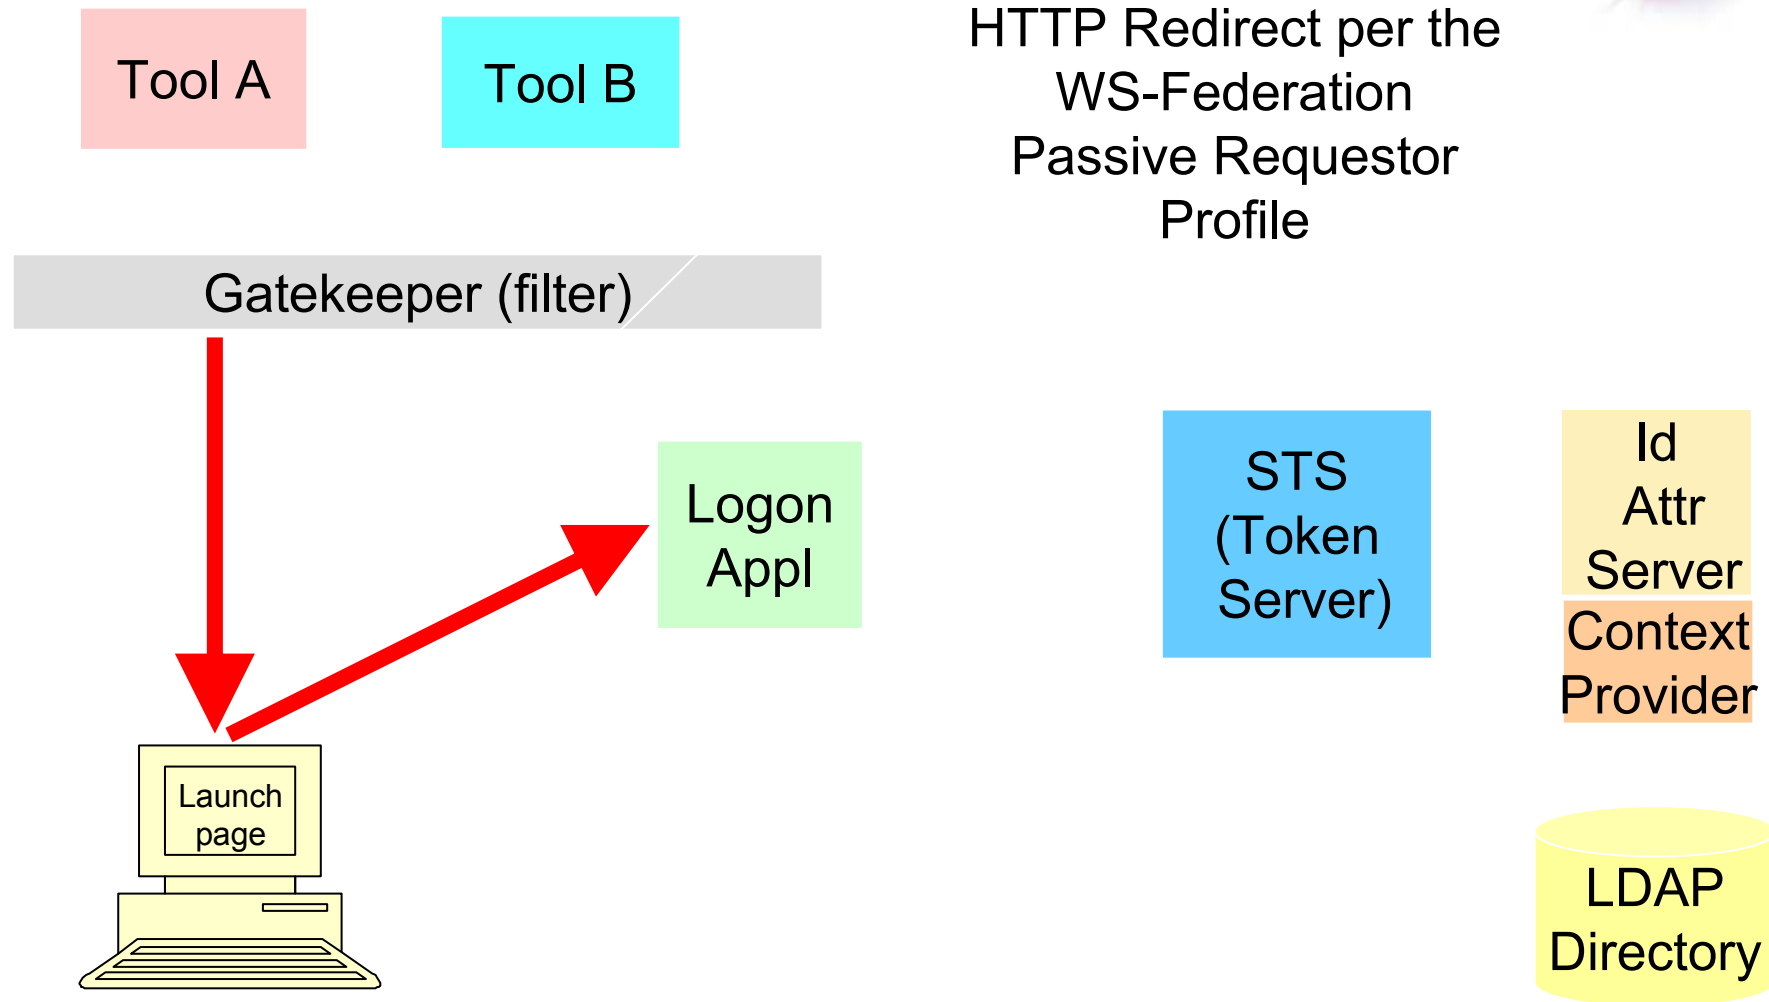 Tool A
Tool B
HTTP Redirect per the
WS-Federation
Passive Requestor
Profile
Gatekeeper (filter)
Logon
Appl
STS
(Token
Server)
Id
Attr
Server
Context
Provider
Launch
page
LDAP
Directory